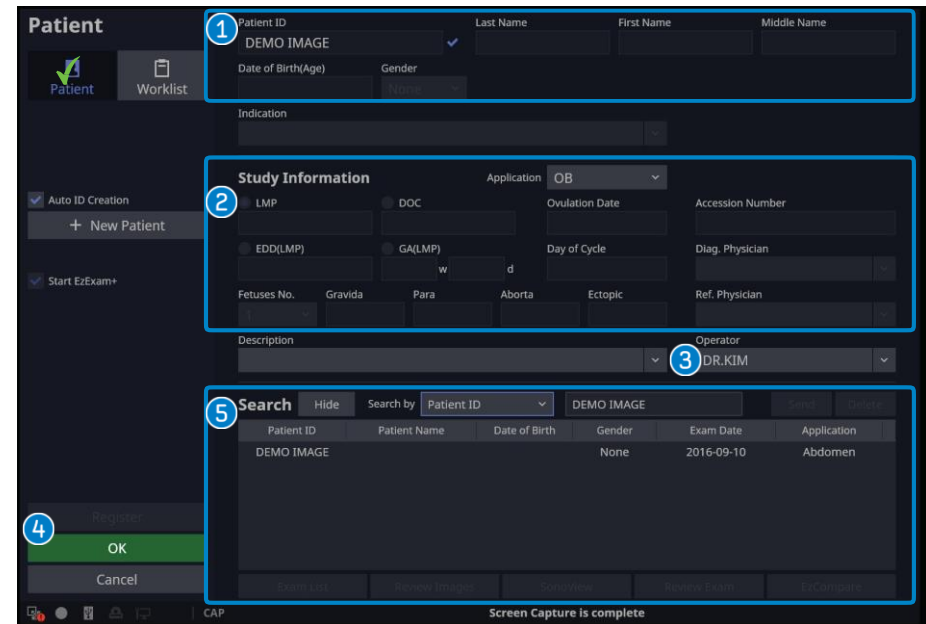 Patient
Patient
Worklist
Auto ID Creation
+ New Patient
Start EzExam+
Register
4
OK
Cancel
1
Patient ID Last Name First Name Middle Name
DEMO IMAGE
Date of Birth(Age) Gender
None
Indication
2
Study Information Application OB
LMP DOC Ovulation Date Accession Number
EDD(LMP) GA(LMP) Day of Cycle Diag. Physician
w d
Fetuses No. Gravida Para Aborta Ectopic Ref. Physician
1
Description Operator
3 DR.KIM
5
Search Hide Search by Patient ID DEMO IMAGE Send Delete
Patient ID Patient Name Date of Birth Gender Exam Date Application
DEMO IMAGE None 2016-09-10 Abdomen
Exam List Review Images SonoView Review Exam EzCompare
CAP Screen Capture is complete